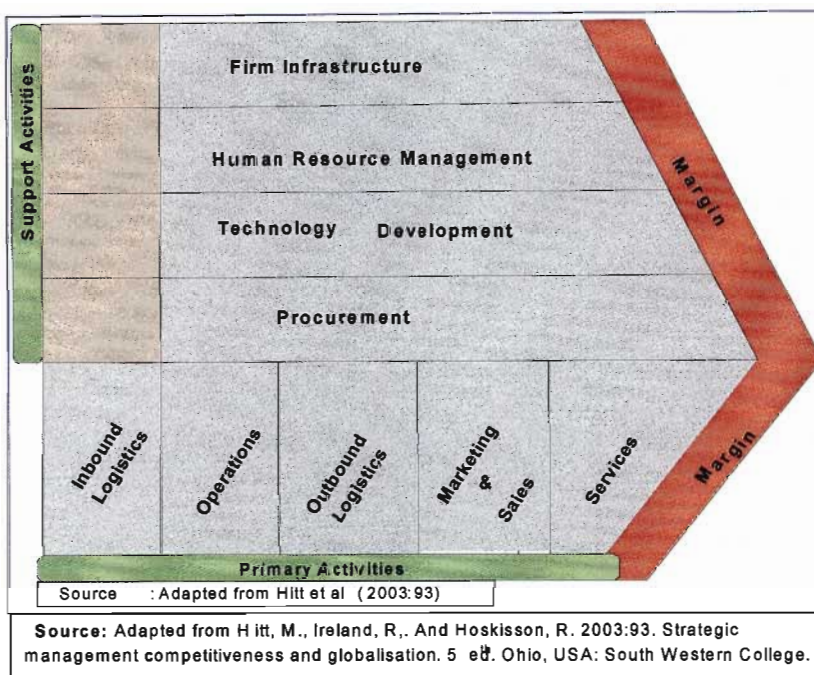 Support Activities
Firm Infrastructure
Human Resource Management
Technology Development
Procurement
Margin
Inbound
Logistics
Operations
Outbound
Logistics
Marketing
&
Sales
Services
Margin
Primary Activities
Source : Adapted from Hitt et al (2003:93)
Source: Adapted from Hitt, M., Ireland, R,. And Hoskisson, R. 2003:93. Strategic
management competitiveness and globalisation. 5th ed. Ohio, USA: South Western College.